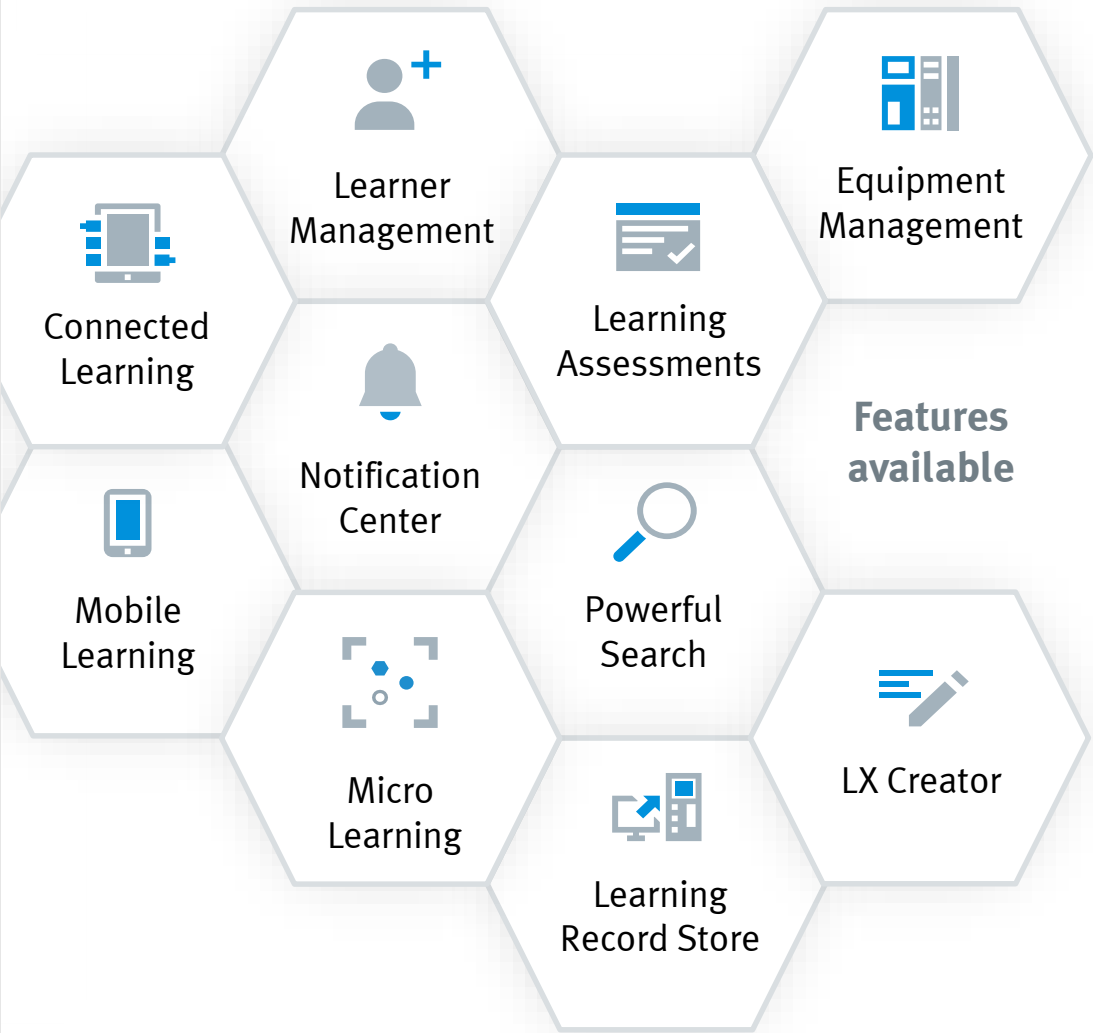 Learner
Management
Equipment
Management
Connected
Learning
Learning
Assessments
Features
available
Notification
Center
Mobile
Learning
Powerful
Search
Micro
Learning
LX Creator
Learning
Record Store